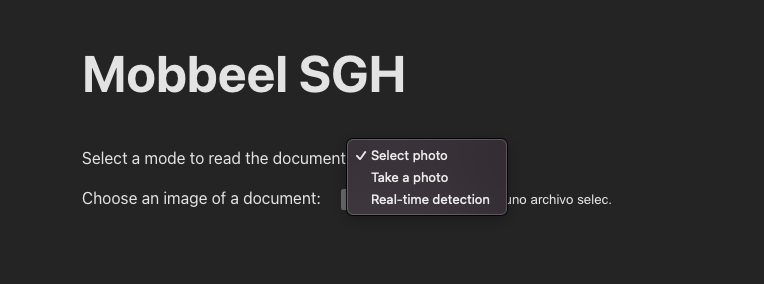 Mobbeel SGH
Select a mode to read the document
Select photo
Take a photo
Real-time detection
Choose an image of a document:
archivo selec.